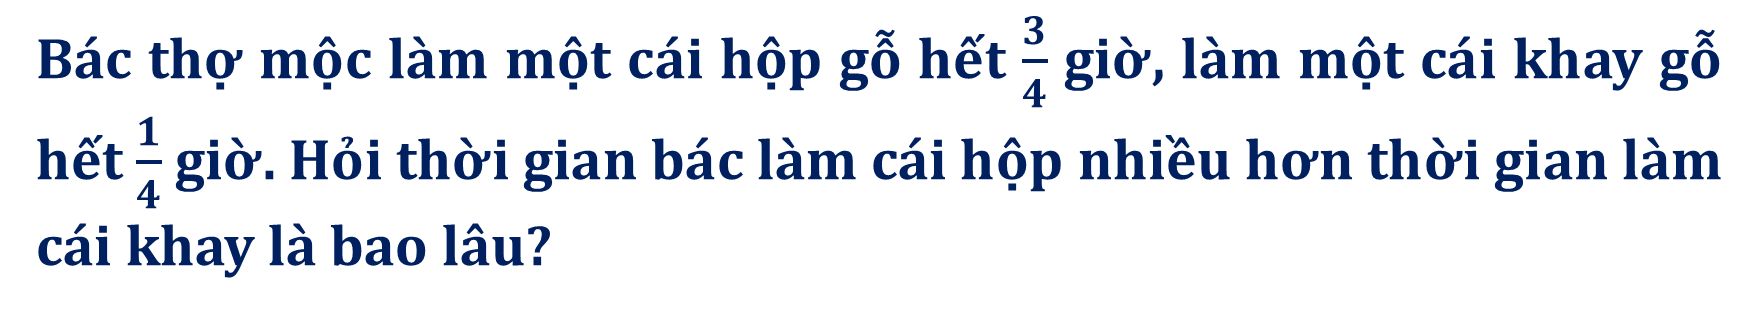 Bác thợ mộc làm một cái hộp gỗ hết 3/4 giờ, làm một cái khay gỗ
hết 1/4 giờ. Hỏi thời gian bác làm cái hộp nhiều hơn thời gian làm
cái khay là bao lâu?